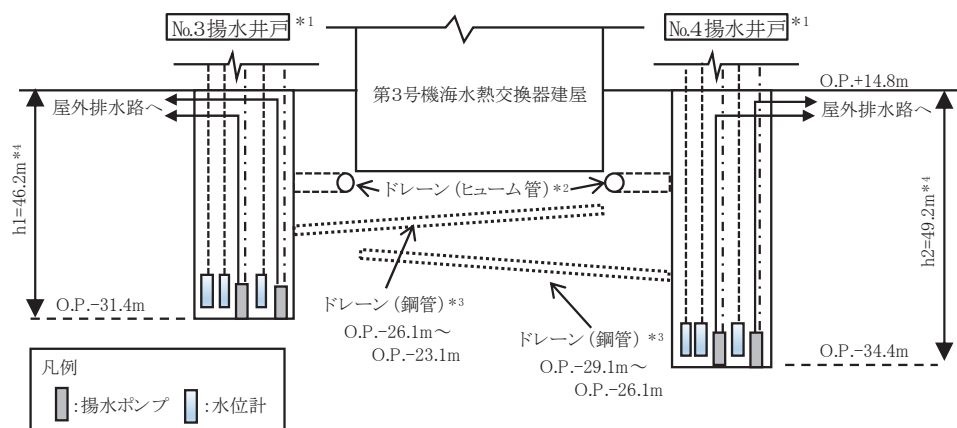 №3揚水井戸*1
№4揚水井戸*1
第3号機海水熱交換器建屋
O.P.+14.8m
屋外排水路へ
屋外排水路へ
h1=46.2m*4
ドレーン(ヒューム管)*2
h2=49.2m*4
O.P.-31.4m
ドレーン(鋼管)*3
O.P.-26.1m~
O.P.-23.1m
ドレーン(鋼管)*3
O.P.-29.1m~
O.P.-26.1m
O.P.-34.4m
凡例
:揚水ポンプ
:水位計